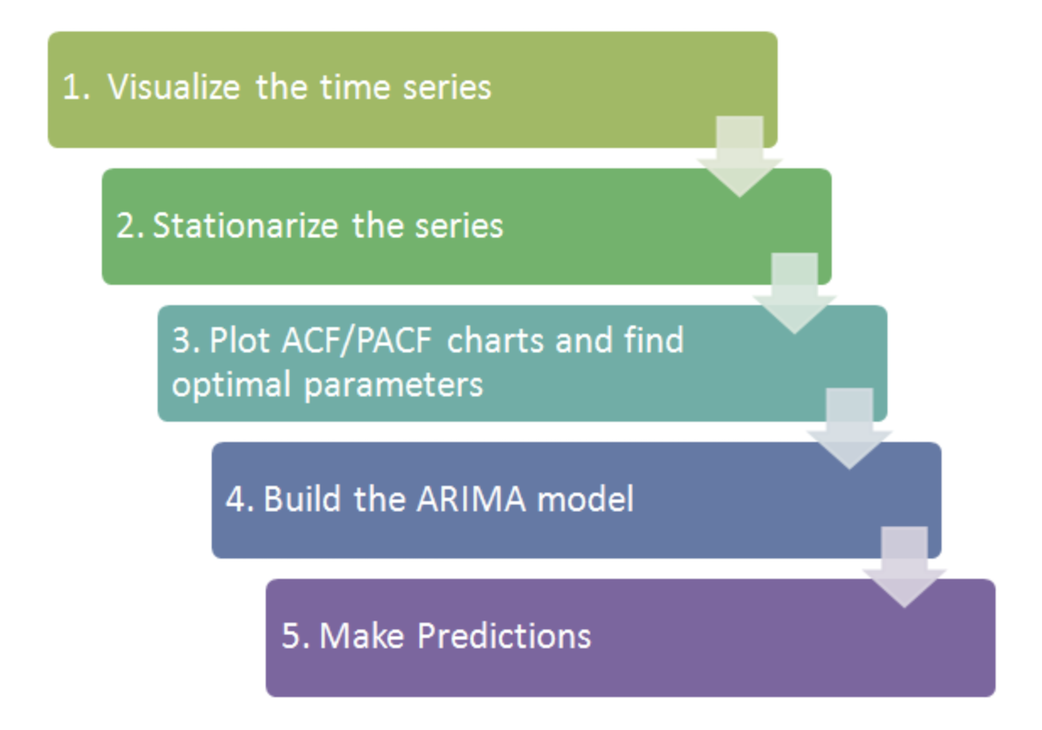 1. Visualize the time series
2. Stationarize the series
3. Plot ACF/PACF charts and find
optimal parameters
4. Build the ARIMA model
5. Make Predictions